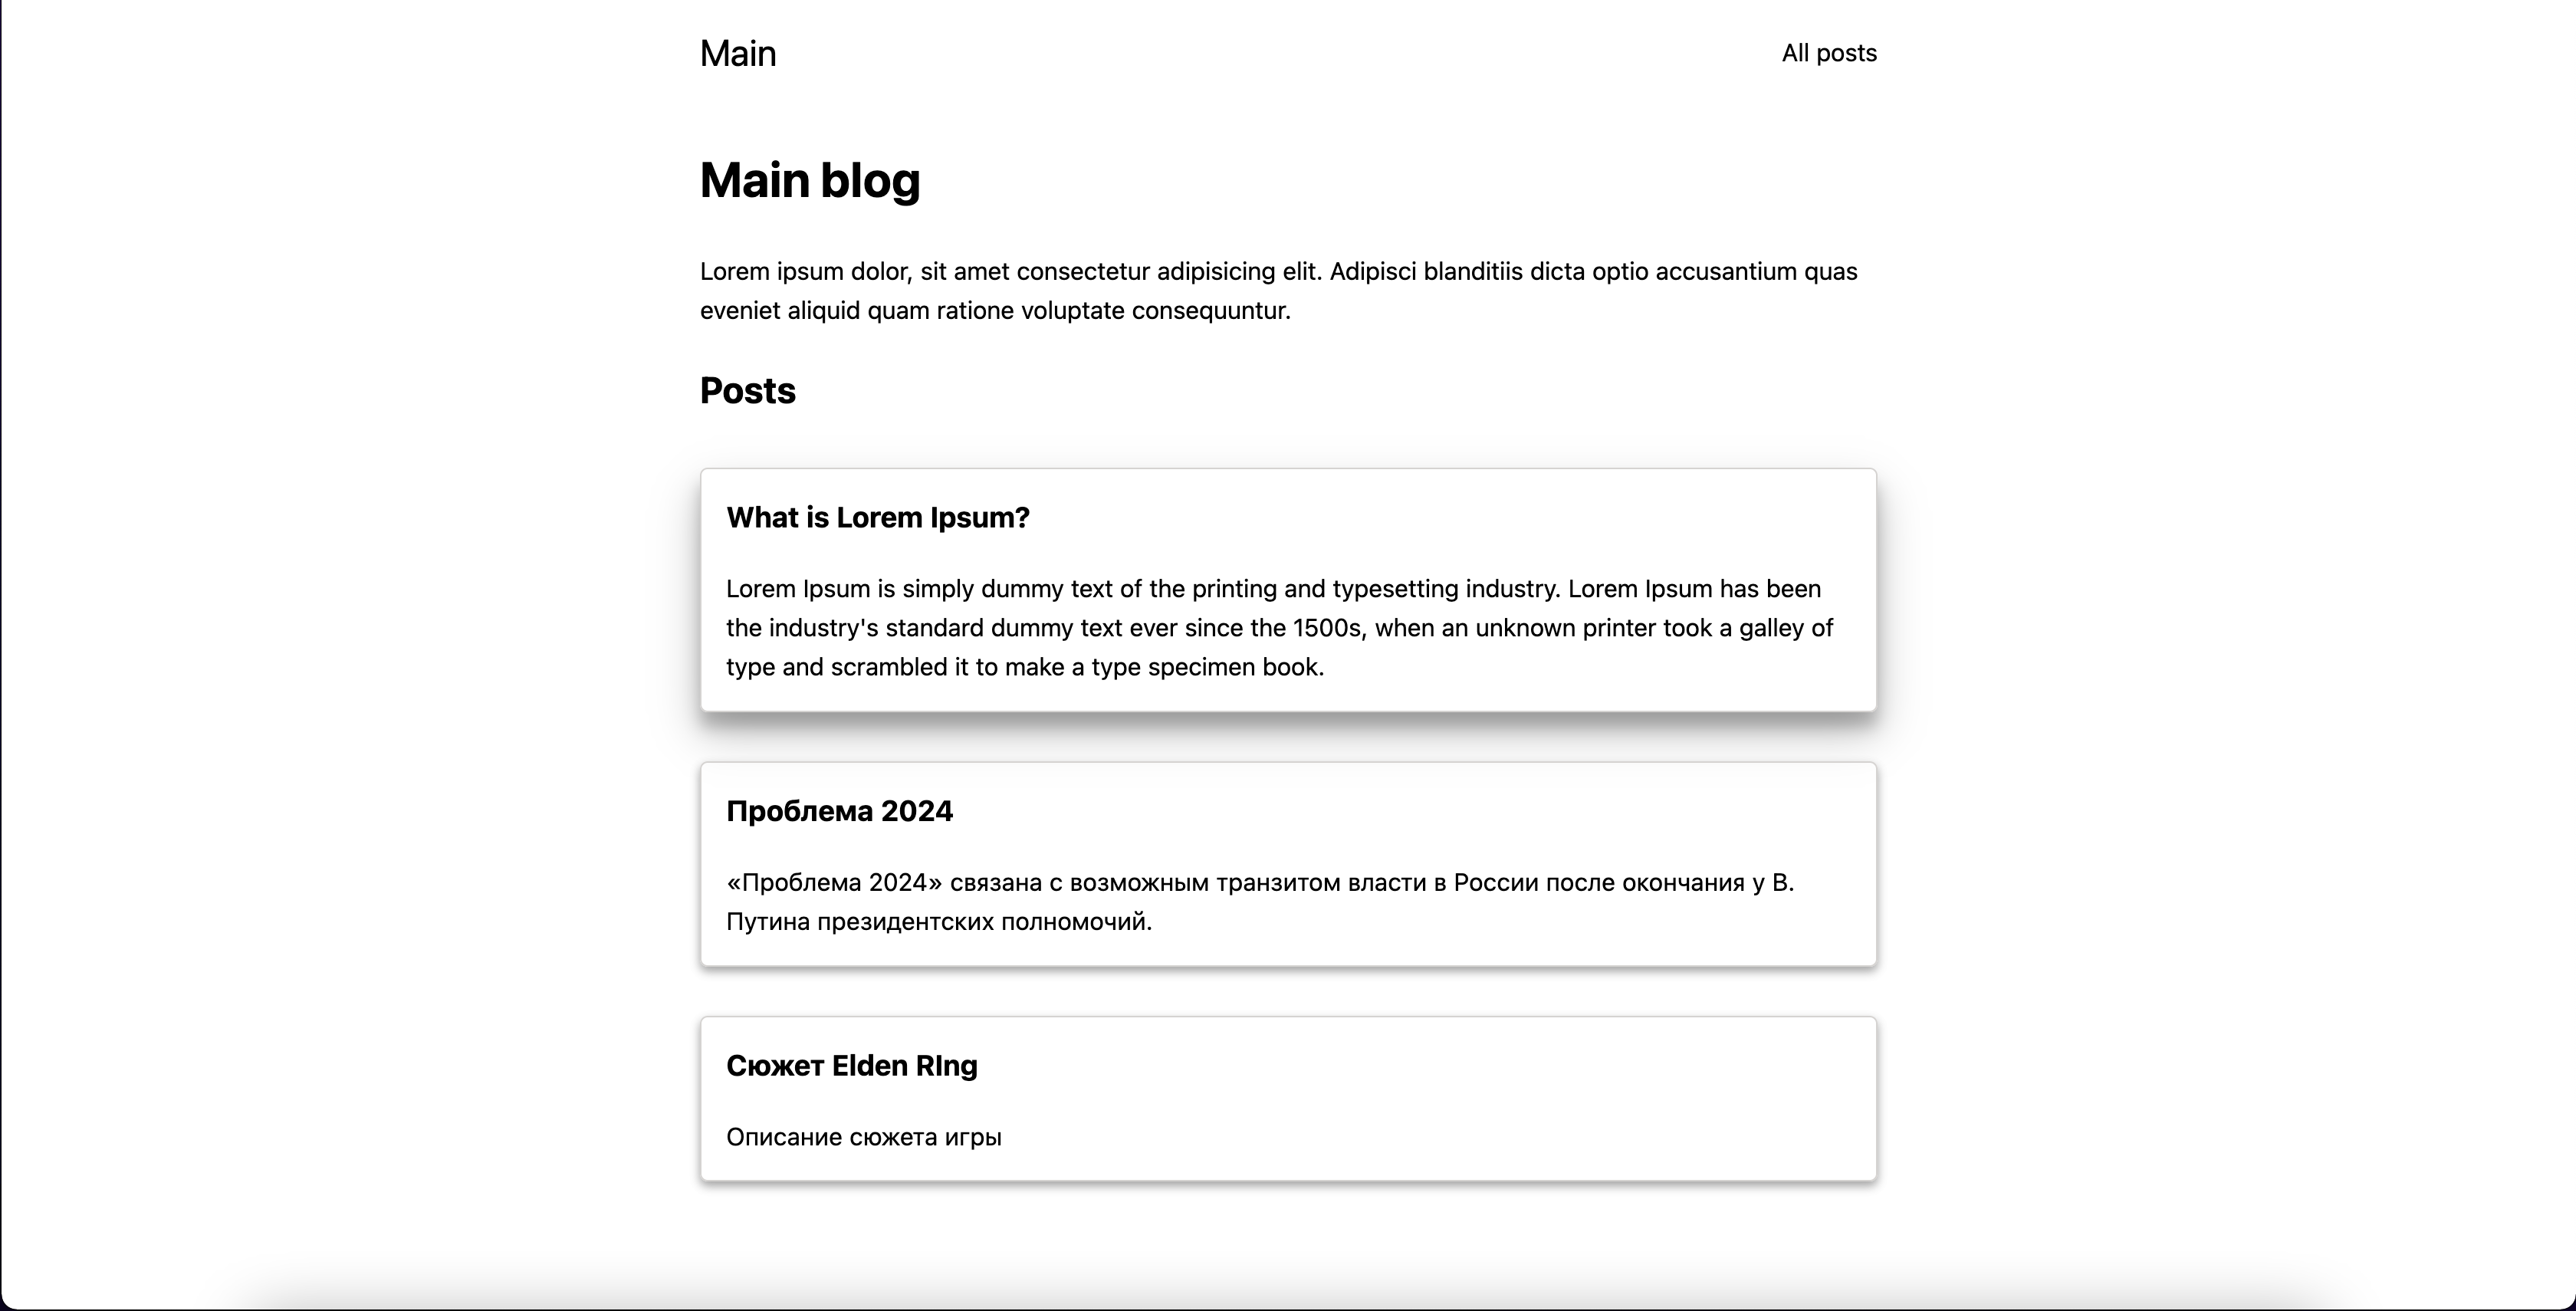 Main
All posts
Main blog
Lorem ipsum dolor, sit amet consectetur adipisicing elit. Adipisci blanditiis dicta optio accusantium quas
eveniet aliquid quam ratione voluptate consequuntur.
Posts
What is Lorem Ipsum?
Lorem Ipsum is simply dummy text of the printing and typesetting industry. Lorem Ipsum has been
the industry's standard dummy text ever since the 1500s, when an unknown printer took a galley of
type and scrambled it to make a type specimen book.
Проблема 2024
«Проблема 2024» связана с возможным транзитом власти в России после окончания у В.
Путина президентских полномочий.
Сюжет Elden RIng
Описание сюжета игры